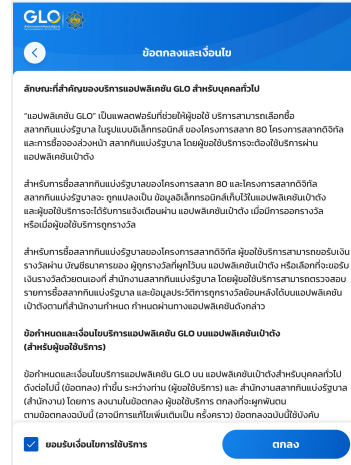 GLO
ข้อตกลงและเงื่อนไข
ลักษณะที่สำคัญของบริการแอปพลิเคชัน GLO สำหรับบุคคลทั่วไป
"แอปพลิเคชัน GLO" เป็นแพลตฟอร์มที่ช่วยให้ผู้ขอใช้ บริการสามารถเลือกซื้อ
สลากกินแบ่งรัฐบาล ในรูปแบบอิเล็กทรอนิกส์ ของโครงการสลาก 80 โครงการสลากดิจิทัล
และการซื้อจองล่วงหน้า สลากกินแบ่งรัฐบาล โดยผู้ขอใช้บริการจะต้องใช้บริการผ่าน
แอปพลิเคชันเป๋าตัง
สำหรับการซื้อสลากกินแบ่งรัฐบาลของโครงการสลาก 80 และโครงการสลากดิจิทัล
สลากกินแบ่งรัฐบาลจะ ถูกแปลงเป็น ข้อมูลอิเล็กทรอนิกส์เก็บไว้ในแอปพลิเคชันเป๋าตัง
และผู้ขอใช้บริการจะได้รับการแจ้งเตือนผ่าน แอปพลิเคชันเป๋าตัง เมื่อมีการออกรางวัล
หรือเมื่อผู้ขอใช้บริการถูกรางวัล
สำหรับการซื้อสลากกินแบ่งรัฐบาลของโครงการสลากดิจิทัล ผู้ขอใช้บริการสามารถขอรับเงิน
รางวัลผ่าน บัญชีธนาคารของ ผู้ถูกรางวัลที่ผูกไว้บน แอปพลิเคชันเป๋าตัง หรือเลือกที่จะขอรับ
เงินรางวัลด้วยตนเองที่ สำนักงานสลากกินแบ่งรัฐบาล โดยผู้ขอใช้บริการสามารถตรวจสอบ
รายการซื้อสลากกินแบ่งรัฐบาล และข้อมูลประวัติการถูกรางวัลย้อนหลังได้บนแอปพลิเคชัน
เป๋าตังตามที่สำนักงานกำหนด กำหนดผ่านทางแอปพลิเคชันดังกล่าว
ข้อกำหนดและเงื่อนไขบริการแอปพลิเคชัน GLO บนแอปพลิเคชันเป๋าตัง
(สำหรับผู้ขอใช้บริการ)
ข้อกำหนดและเงื่อนไขบริการแอปพลิเคชัน GLO บน แอปพลิเคชันเป๋าตังสำหรับบุคคลทั่วไป
ดังต่อไปนี้ (ข้อตกลง) ทำขึ้น ระหว่างท่าน (ผู้ขอใช้บริการ) และ สำนักงานสลากกินแบ่งรัฐบาล
(สำนักงาน) โดยการ ลงนามในข้อตกลง ผู้ขอใช้บริการ ตกลงที่จะผูกพันตน
ตามข้อตกลงฉบับนี้ (อาจมีการแก้ไขเพิ่มเติมเป็น ครั้งคราว) ข้อตกลงฉบับนี้ใช้บังคับ
ยอมรับเงื่อนไขการใช้บริการ
ตกลง